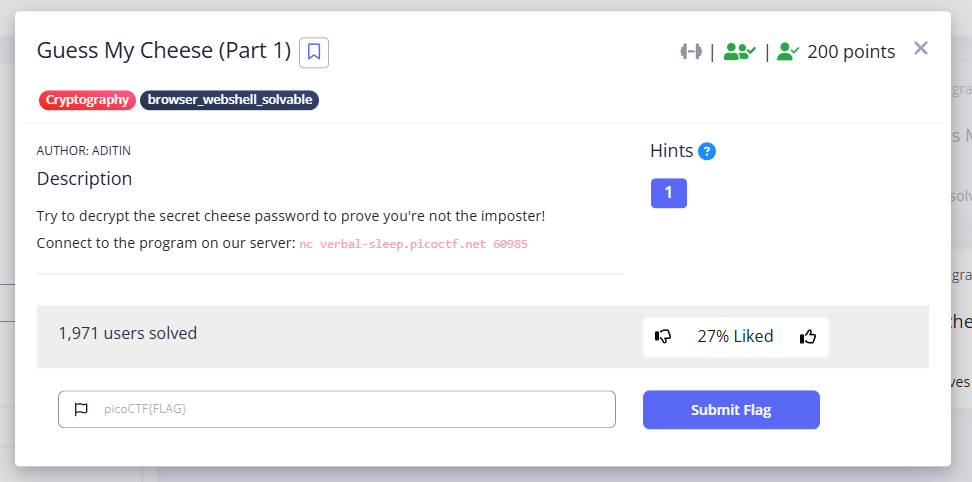 Guess My Cheese (Part 1)
| | 200 points
Cryptography browser_webshell_solvable
AUTHOR: ADITIN
Hints ?
Description
1
Try to decrypt the secret cheese password to prove you're not the imposter!
Connect to the program on our server: nc verbal-sleep.picoctf.net 60985
1,971 users solved
27% Liked
picoCTF{FLAG}
Submit Flag